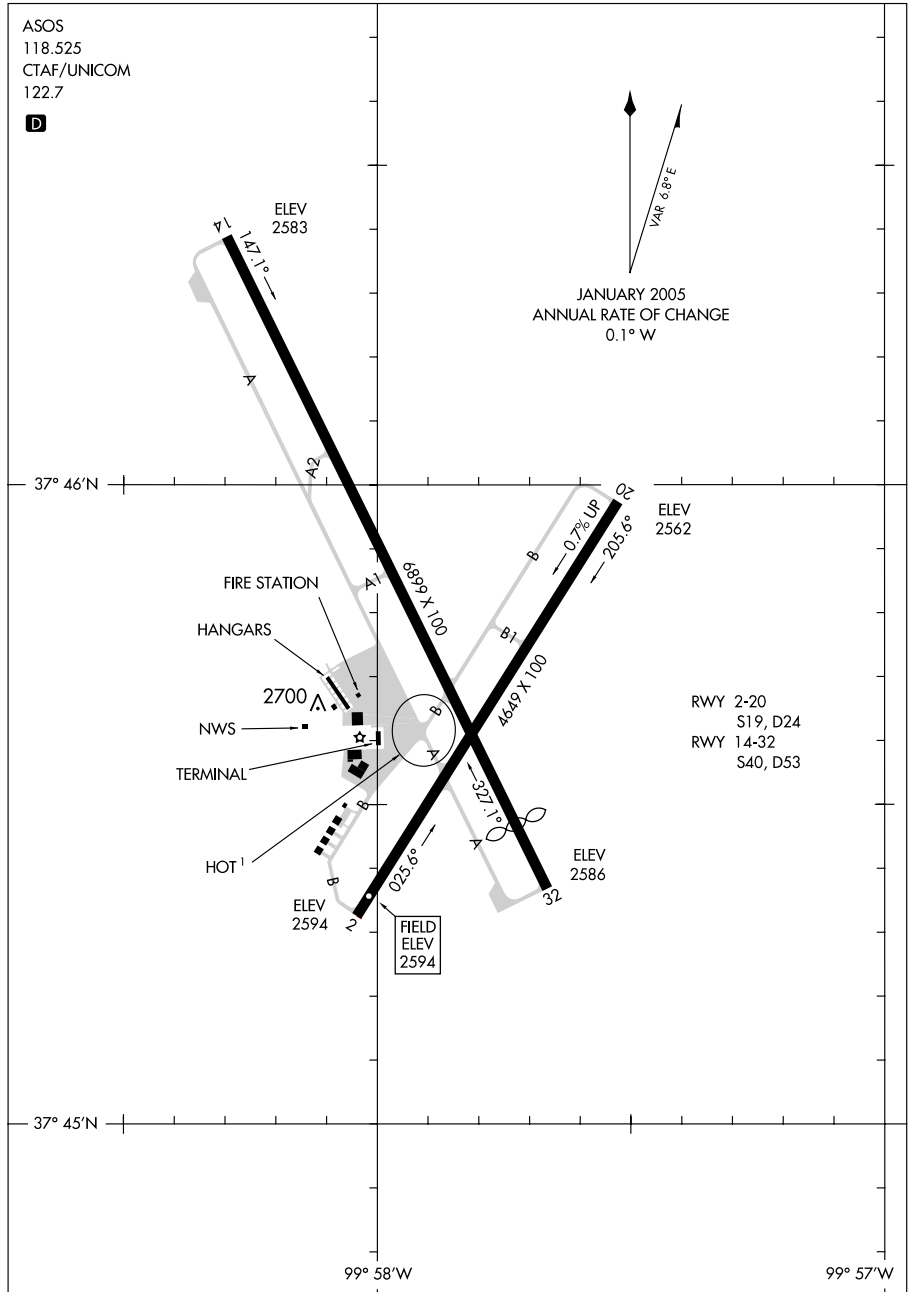 ASOS
118.525
CTAF/UNICOM
122.7
D
VAR 6.8° E
JANUARY 2005
ANNUAL RATE OF CHANGE
0.1° W
ELEV
2583
14
147.1°
A
A2
37° 46'N
20
ELEV
2562
0.7% UP
205.6°
B
A1
6899 X 100
FIRE STATION
HANGARS
B1
4649 X 100
2700
NWS
B
RWY 2-20
S19, D24
RWY 14-32
S40, D53
TERMINAL
A
327.1°
B
HOT 1
025.6°
A
ELEV
2586
B
32
ELEV
2594
2
FIELD
ELEV
2594
37° 45'N
99° 58'W
99° 57'W